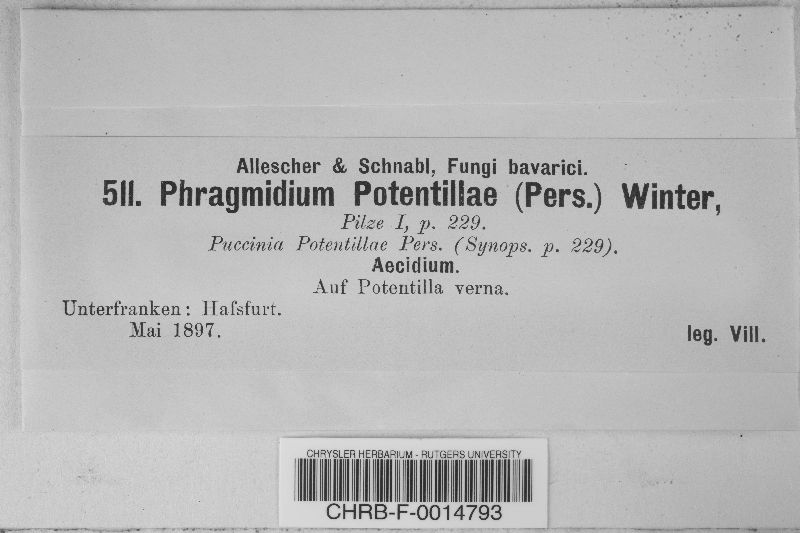 Allescher & Schnabl, Fungi bavarici.
511. Phragmidium Potentillae (Pers.) Winter,
Pilze I, p. 229.
Puccinia Potentillae Pers. (Synops. p. 229).
Aecidium.
Auf Potentilla verna.
Unterfranken: Haſsfurt.
Mai 1897.
leg. Vill.
CHRYSLER HERBARIUM - RUTGERS UNIVERSITY
CHRB-F-0014793